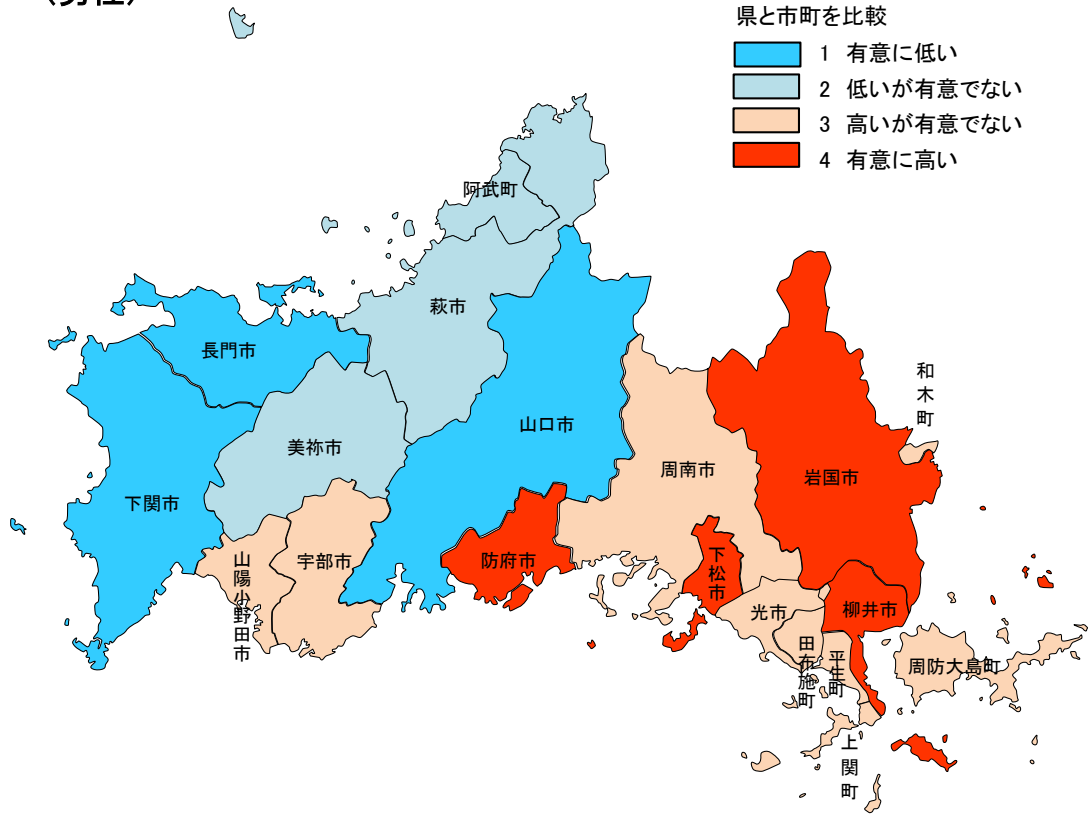 (男性)
県と市町を比較
1 有意に低い
2 低いが有意でない
3 高いが有意でない
4 有意に高い
阿武町
萩市
長門市
山口市
和木町
美祢市
周南市
岩国市
下関市
宇部市
防府市
山陽小野田市
下松市
光市
柳井市
田布施町
平生町
周防大島町
上関町